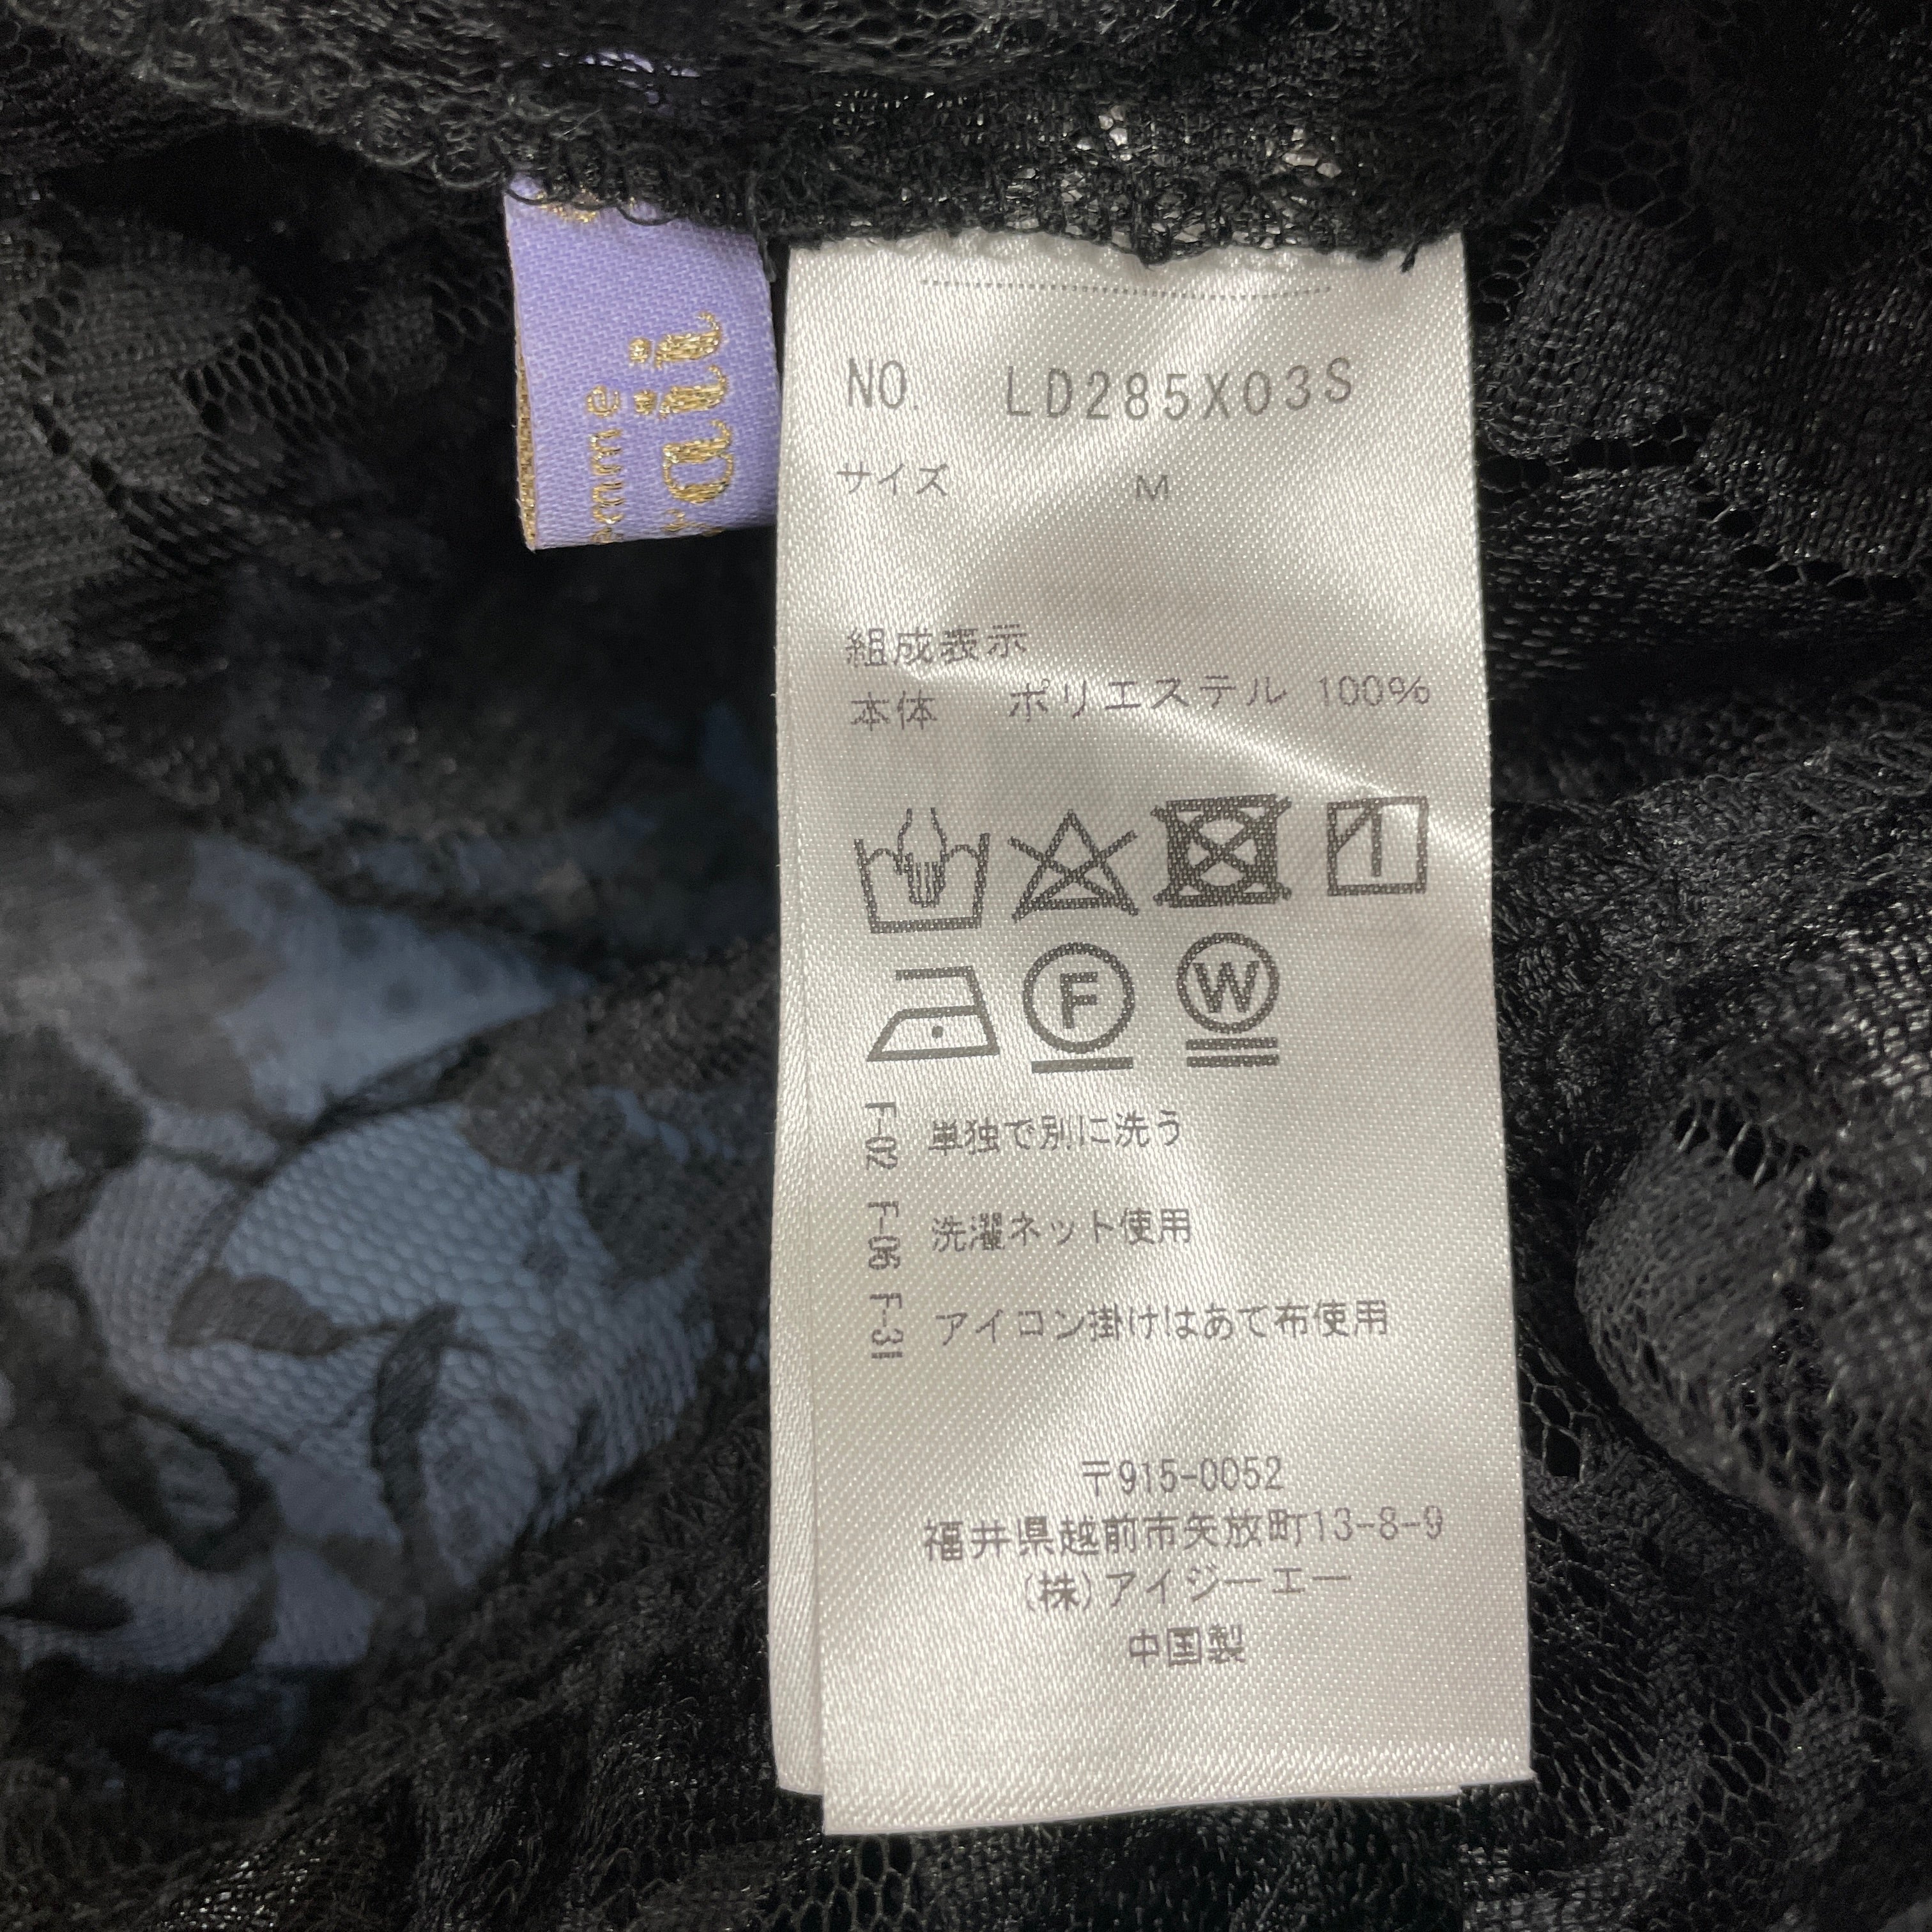 NO. LD285X03S
サイズ M
組成表示
本体 ポリエステル 100%
F
W
F-02 単独で別に洗う
F-06 洗濯ネット使用
F-31 アイコン掛けはあて布使用
〒915-0052
福井県越前市矢放町13-8-9
(株)アイジーエー
中国製